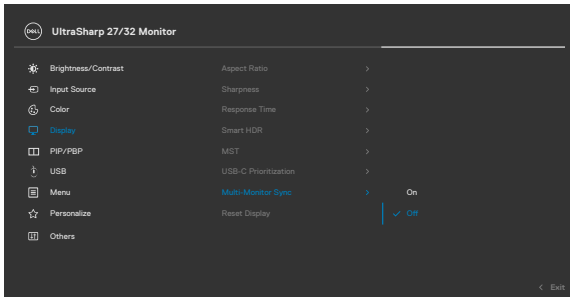 DELL UltraSharp 27/32 Monitor
Brightness/Contrast Aspect Ratio
Input Source Sharpness
Color Response Time
Display Smart HDR
PIP/PBP MST
USB USB-C Prioritization
Menu Multi-Monitor Sync On
Personalize Reset Display Off
Others
Exit